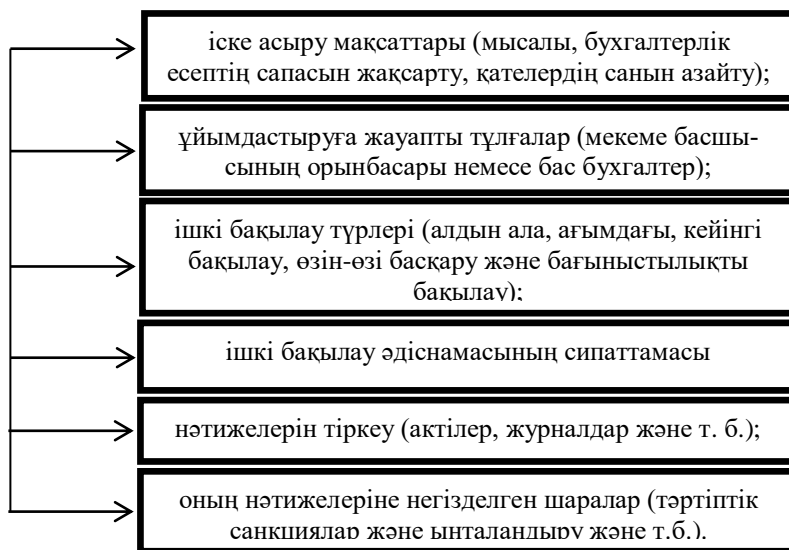 іске асыру мақсаттары (мысалы, бухгалтерлік
есептің сапасын жақсарту, қателердің санын азайту);
ұйымдастыруға жауапты тұлғалар (мекеме басшы-
сының орынбасары немесе бас бухгалтер);
ішкі бақылау түрлері (алдын ала, ағымдағы, кейінгі
бақылау, өзін-өзі басқару және бағыныстылықты
бақылау);
ішкі бақылау әдіснамасының сипаттамасы
нәтижелерін тіркеу (актілер, журналдар және т. б.);
оның нәтижелеріне негізделген шаралар (тәртіптік
санкциялар және ынталандыру және т.б.).